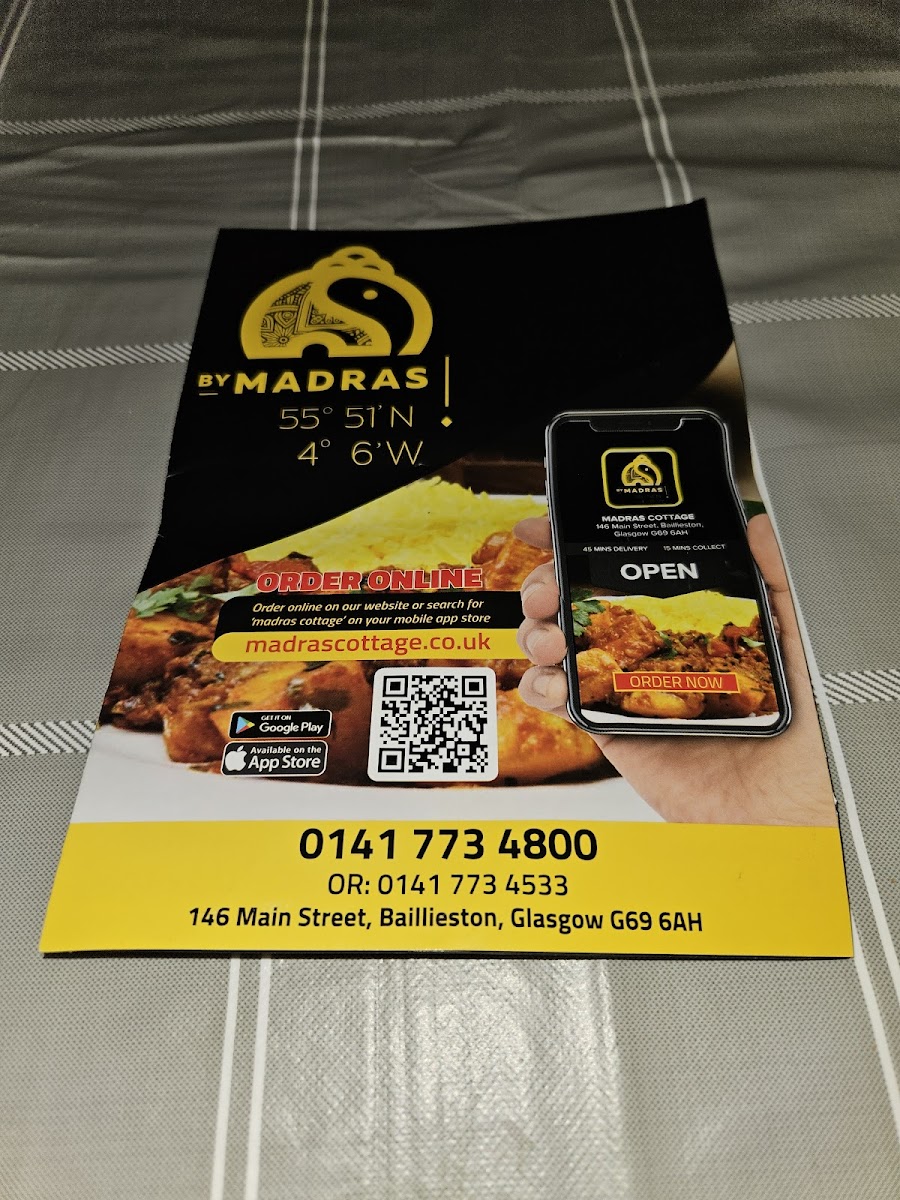 BY MADRAS
55° 51'N
4° 6'W
BY MADRAS
MADRAS COTTAGE
146 Main Street, Baillieston,
Glasgow G69 6AH
45 MINS DELIVERY 15 MINS COLLECT
OPEN
ORDER NOW
ORDER ONLINE
Order online on our website or search for
'madras cottage' on your mobile app store
madrascottage.co.uk
GET IT ON
Google Play
Available on the
App Store
0141 773 4800
OR: 0141 773 4533
146 Main Street, Baillieston, Glasgow G69 6AH